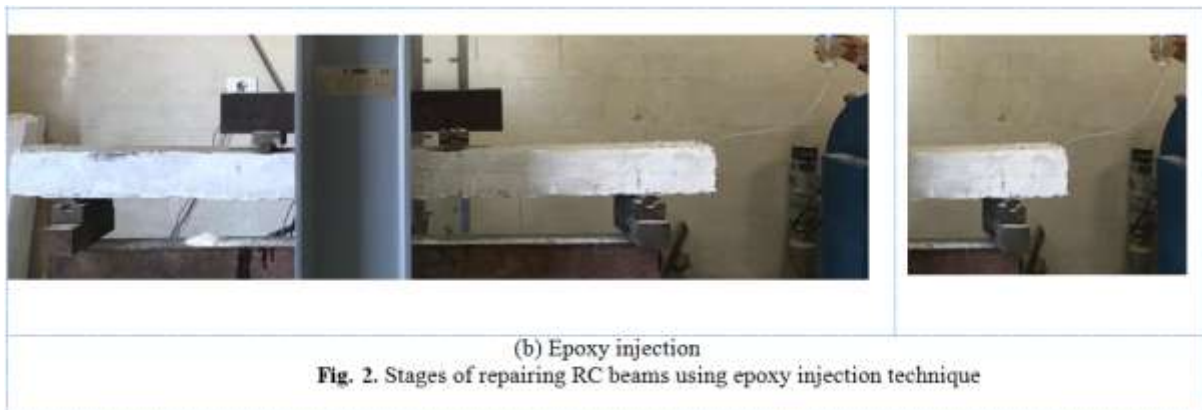 (b) Epoxy injection
Fig. 2. Stages of repairing RC beams using epoxy injection technique